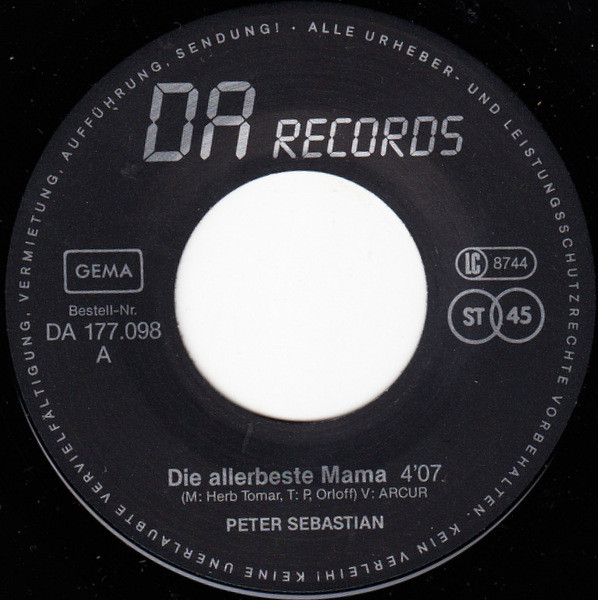 ALLE URHEBER- UND LEISTUNGSSCHUTZRECHTE VORBEHALTEN. KEIN VERLEIH! KEINE UNERLAUBTE VERVIELFÄLTIGUNG, VERMIETUNG, AUFFÜHRUNG, SENDUNG! ·
DA RECORDS
GEMA
LC 8744
Bestell-Nr.
DA 177.098
A
ST 45
Die allerbeste Mama 4'07
(M: Herb Tomar, T: P. Orloff) V: ARCUR
PETER SEBASTIAN